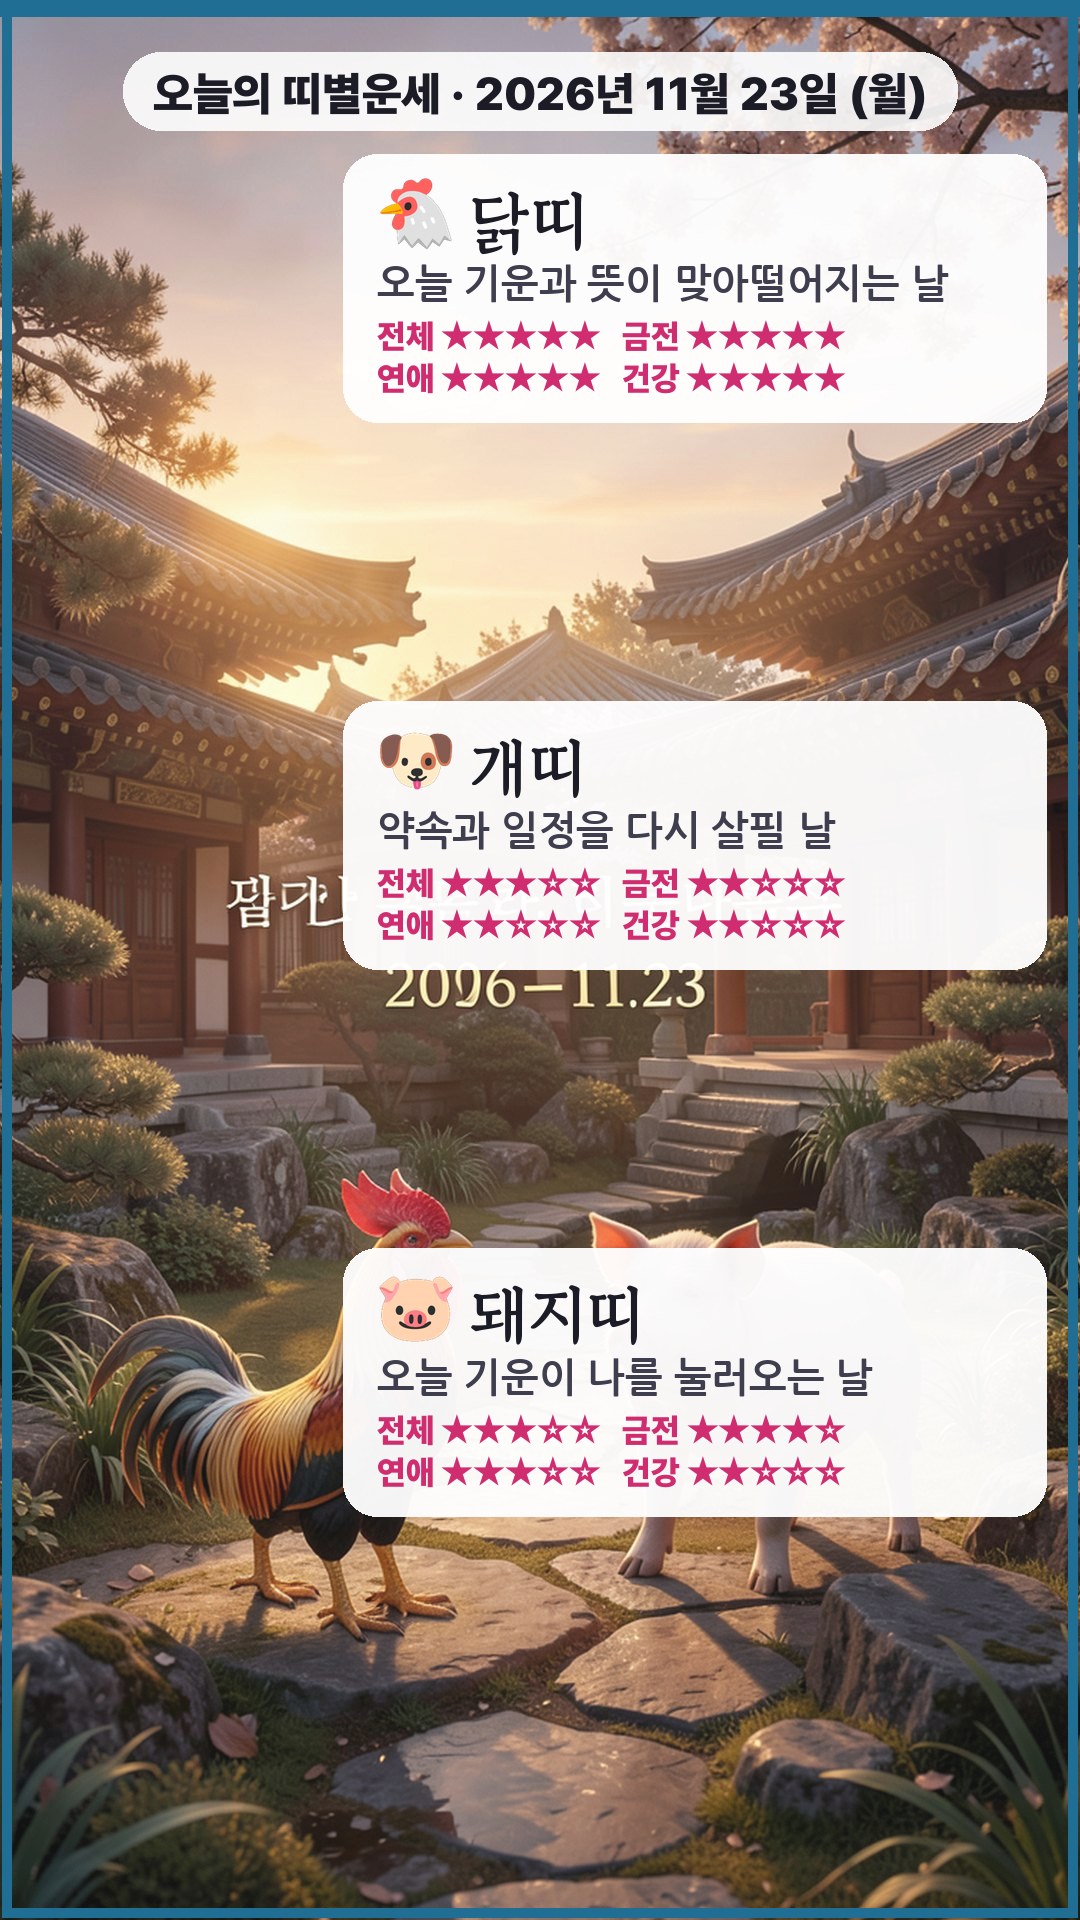 오늘의 띠별운세 · 2026년 11월 23일 (월)
닭띠
오늘 기운과 뜻이 맞아떨어지는 날
전체 ★★★★★ 금전 ★★★★★
연애 ★★★★★ 건강 ★★★★★
개띠
약속과 일정을 다시 살필 날
전체 ★★★☆☆ 금전 ★★☆☆☆
연애 ★★☆☆☆ 건강 ★★☆☆☆
11.23
돼지띠
오늘 기운이 나를 눌러오는 날
전체 ★★★☆☆ 금전 ★★★★☆
연애 ★★★☆☆ 건강 ★★☆☆☆